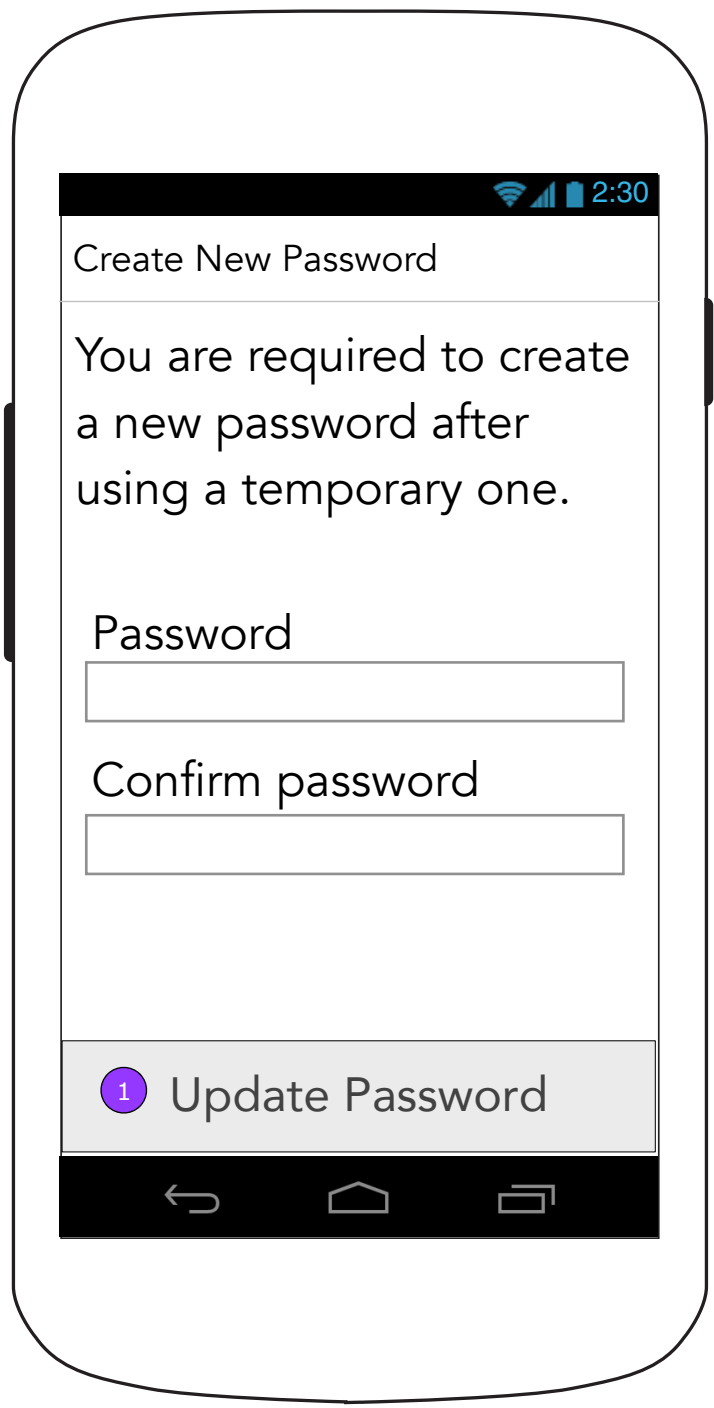 2:30
Create New Password
You are required to create
a new password after
using a temporary one.
Password
Confirm password
1 Update Password